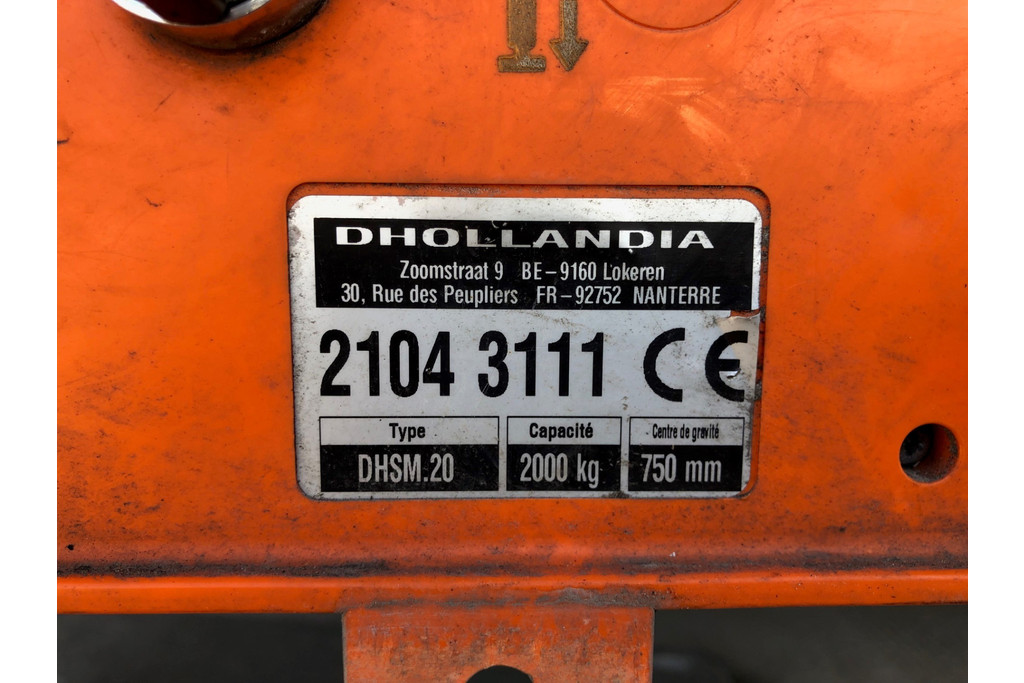 DHOLLANDIA
Zoomstraat 9 BE-9160 Lokeren
30, Rue des Peupliers FR-92752 NANTERRE
2104 3111 CE
Type Capacité Centre de gravité
DHSM.20 2000 kg 750 mm